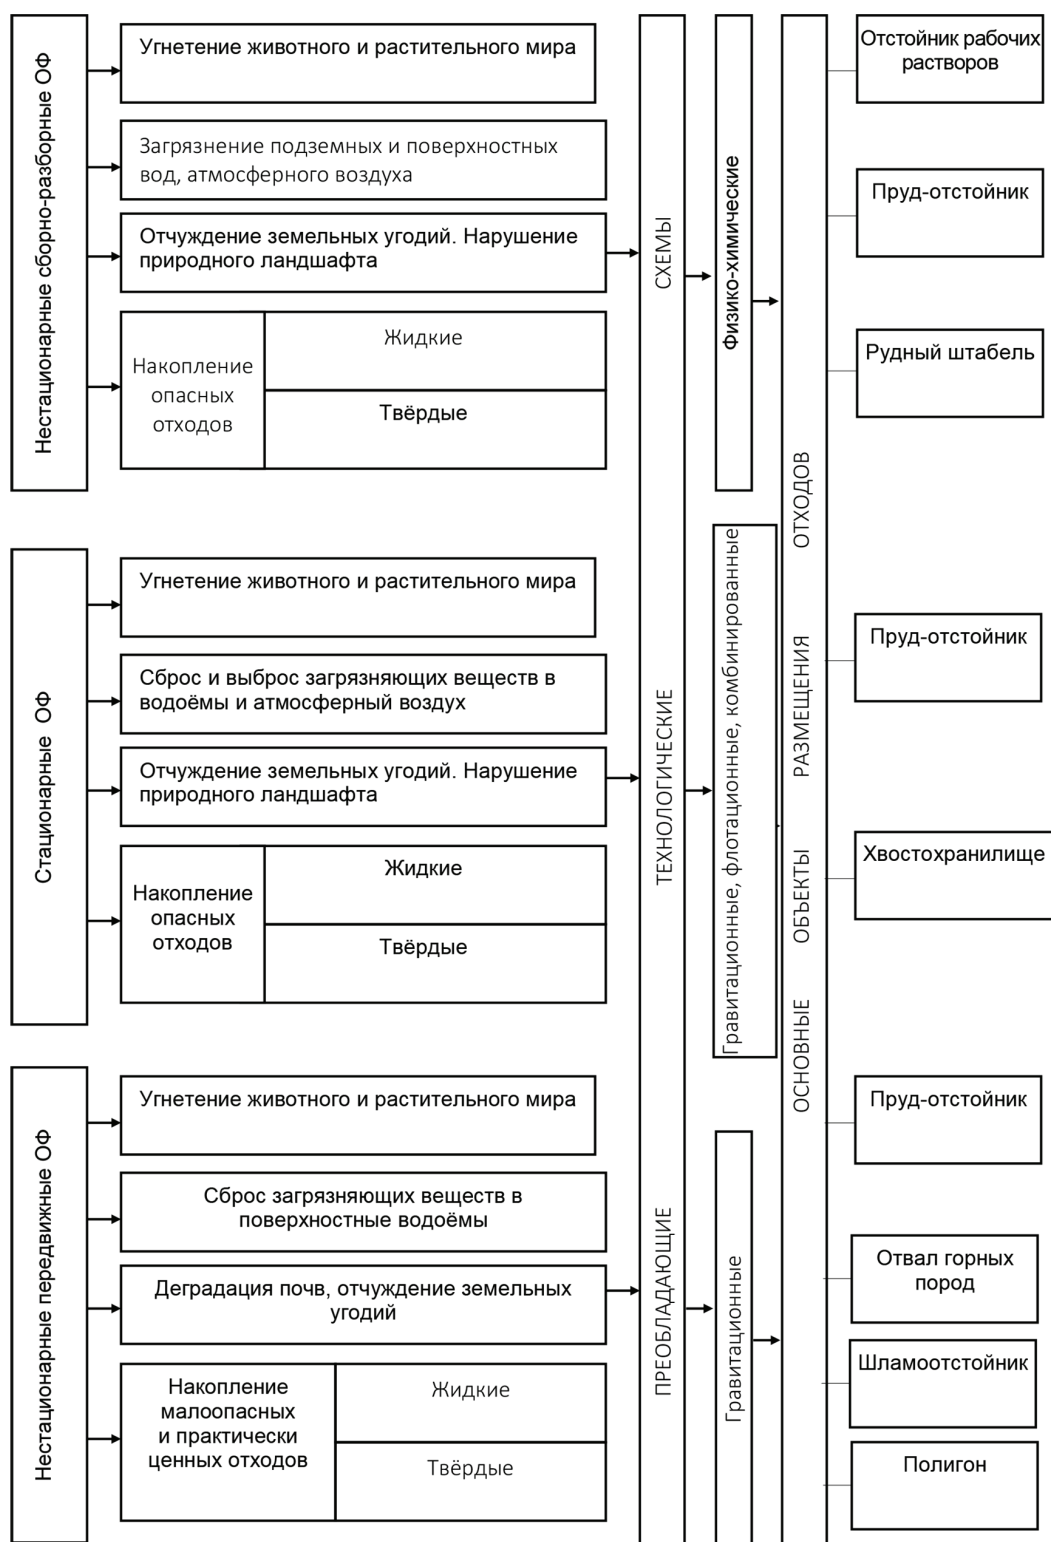 Нестационарные сборно-разборные ОФ
Угнетение животного и растительного мира
Загрязнение подземных и поверхностных
вод, атмосферного воздуха
Отчуждение земельных угодий. Нарушение
природного ландшафта
Накопление
опасных
отходов
Жидкие
Твёрдые
Стационарные ОФ
Угнетение животного и растительного мира
Сброс и выброс загрязняющих веществ в
водоёмы и атмосферный воздух
Отчуждение земельных угодий. Нарушение
природного ландшафта
Накопление
опасных
отходов
Жидкие
Твёрдые
Нестационарные передвижные ОФ
Угнетение животного и растительного мира
Сброс загрязняющих веществ в
поверхностные водоёмы
Деградация почв, отчуждение земельных
угодий
Накопление
малоопасных
и практически
ценных отходов
Жидкие
Твёрдые
ПРЕОБЛАДАЮЩИЕ ТЕХНОЛОГИЧЕСКИЕ СХЕМЫ
Физико-химические
Гравитационные, флотационные, комбинированные
Гравитационные
ОСНОВНЫЕ ОБЪЕКТЫ РАЗМЕЩЕНИЯ ОТХОДОВ
Отстойник рабочих
растворов
Пруд-отстойник
Рудный штабель
Пруд-отстойник
Хвостохранилище
Пруд-отстойник
Отвал горных
пород
Шламоотстойник
Полигон